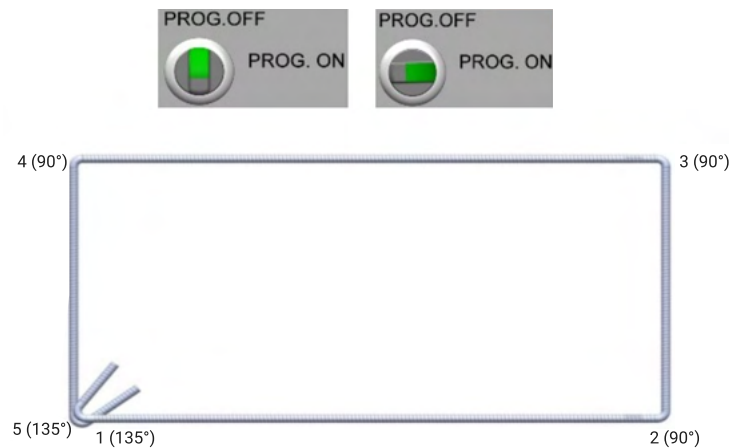 PROG.OFF
PROG. ON
PROG.OFF
PROG. ON
4 (90°)
3 (90°)
5 (135°)
1 (135°)
2 (90°)